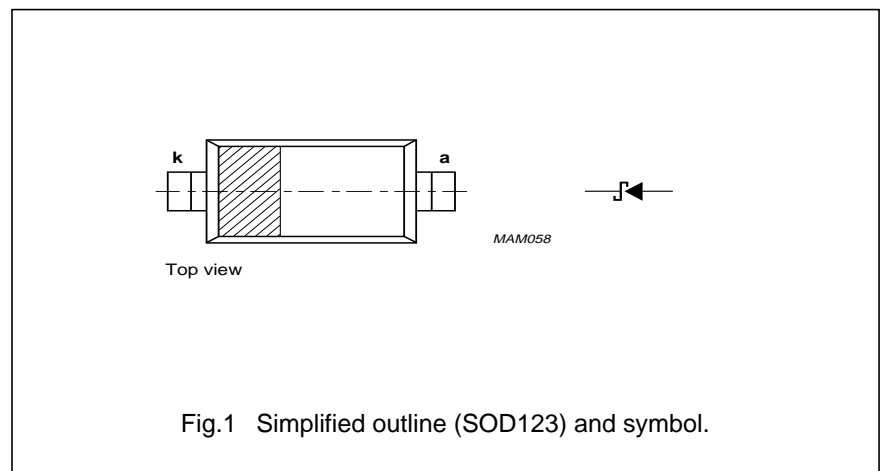 k a
MAM058
Top view
Fig.1 Simplified outline (SOD123) and symbol.